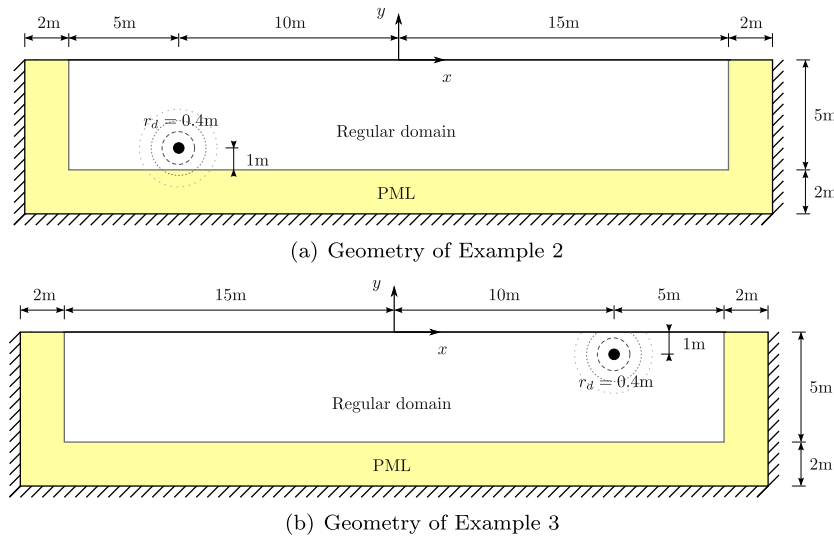 y
2m 5m 10m 15m 2m
x
r_d = 0.4m
Regular domain
5m
1m
PML
2m
(a) Geometry of Example 2
y
2m 15m 10m 5m 2m
x
1m
r_d = 0.4m
Regular domain
5m
PML
2m
(b) Geometry of Example 3